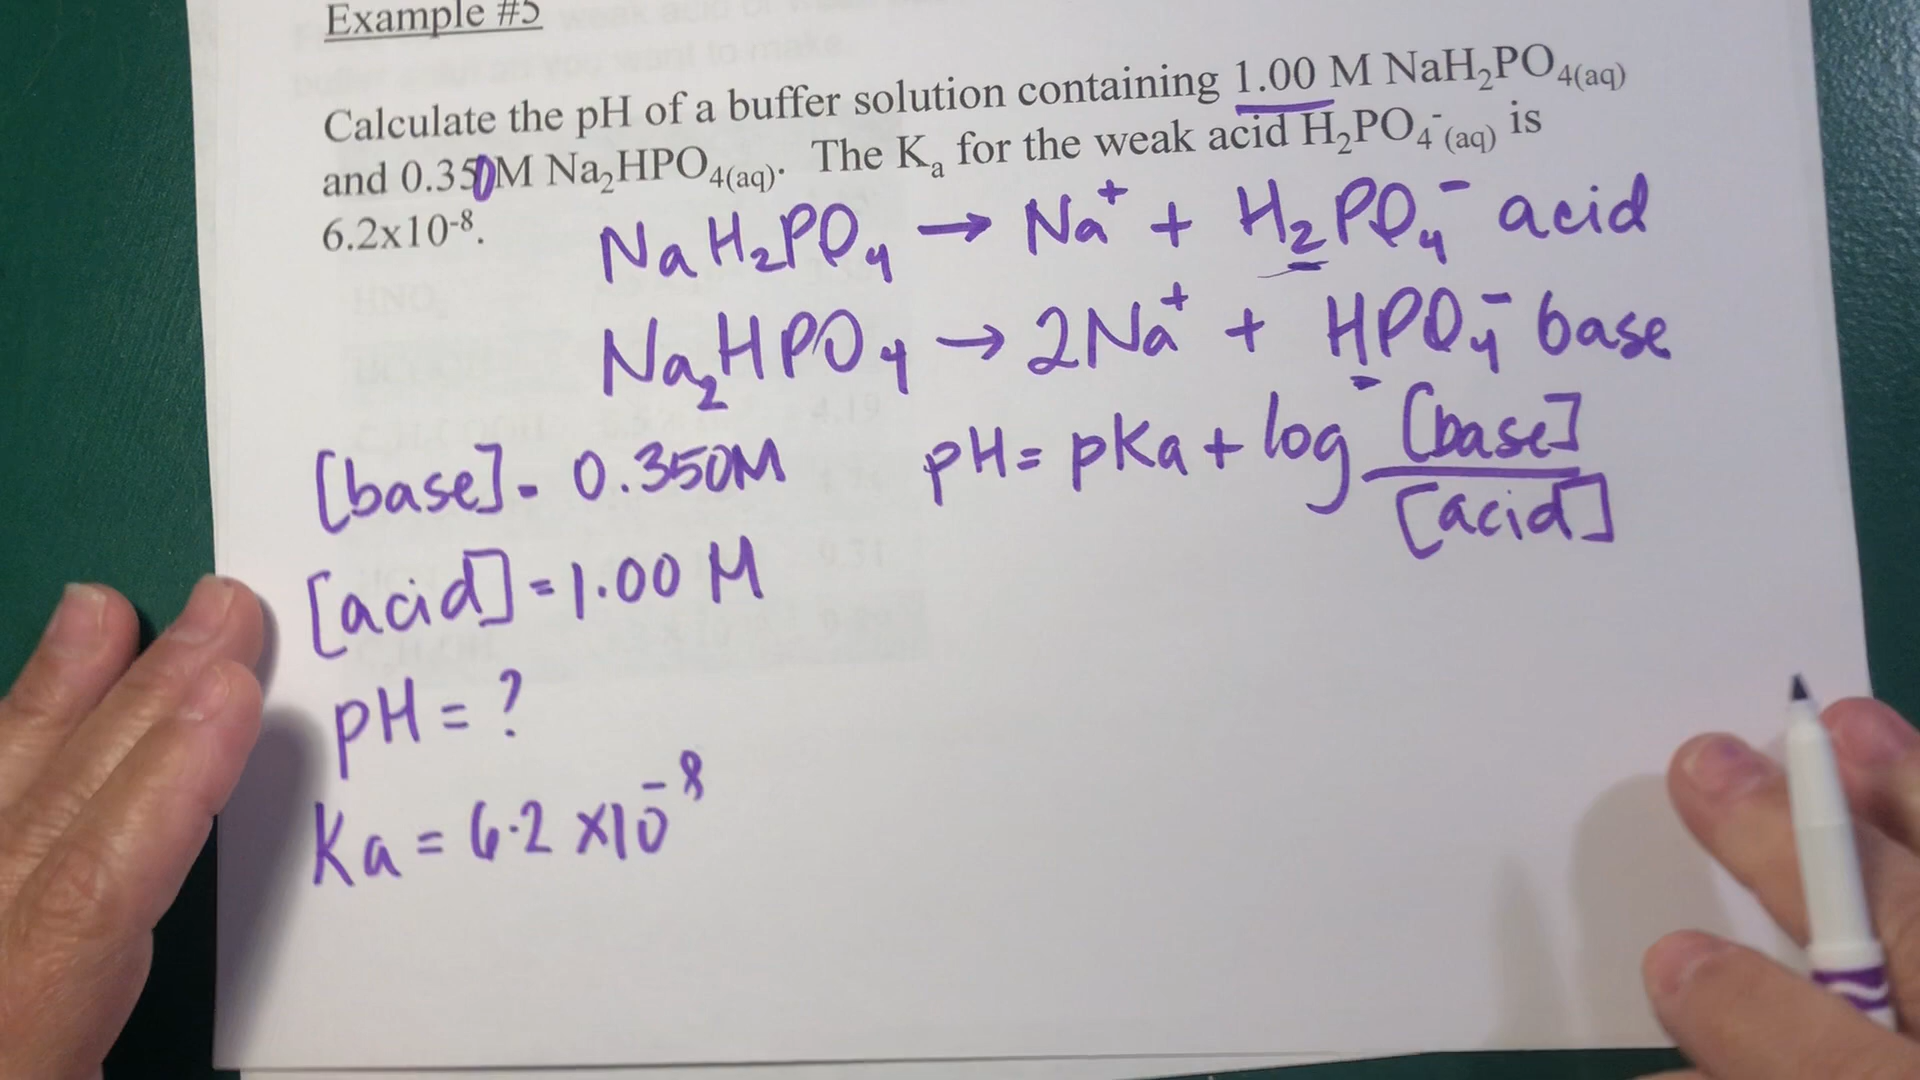 Example #5
Calculate the pH of a buffer solution containing 1.00 M NaH₂PO₄(aq)
and 0.350M Na₂HPO₄(aq). The Kₐ for the weak acid H₂PO₄⁻(aq) is
6.2x10⁻⁸.
NaH₂PO₄ → Na⁺ + H₂PO₄⁻ acid
Na₂HPO₄ → 2Na⁺ + HPO₄⁻ base
[base] - 0.350M
pH = pKa + log [base]/[acid]
[acid] = 1.00 M
pH = ?
Ka = 6.2 x10⁻⁸